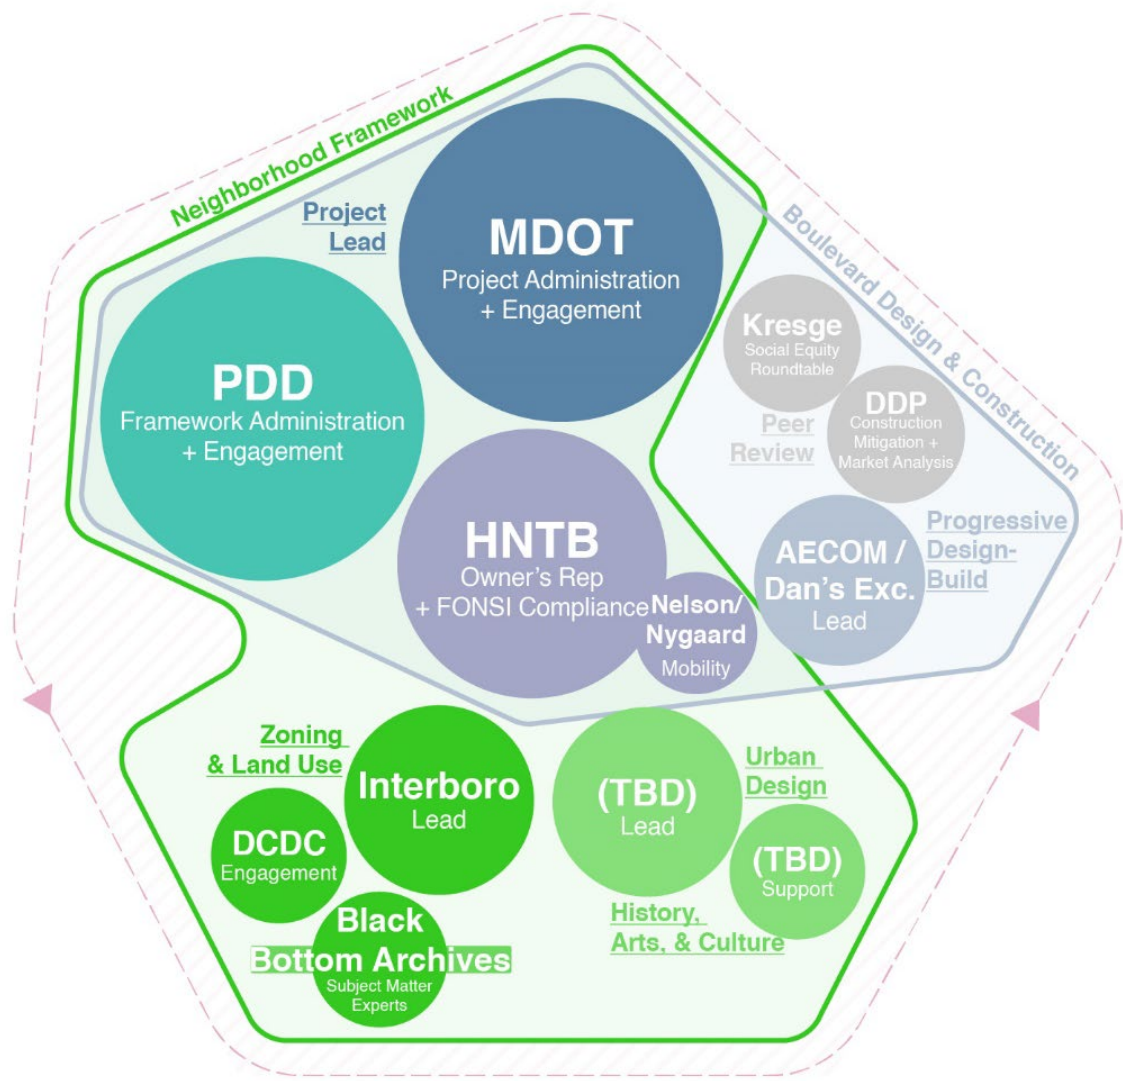 Neighborhood Framework
Boulevard Design & Construction
Project
Lead
MDOT
Project Administration
+ Engagement
PDD
Framework Administration
+ Engagement
Kresge
Social Equity
Roundtable
DDP
Construction
Mitigation +
Market Analysis
Peer
Review
HNTB
Owner's Rep
+ FONSI Compliance
Nelson/
Nygaard
Mobility
AECOM /
Dan's Exc.
Lead
Progressive
Design-
Build
Zoning
& Land Use
Interboro
Lead
DCDC
Engagement
Black
Bottom Archives
Subject Matter
Experts
(TBD)
Lead
Urban
Design
(TBD)
Support
History,
Arts, & Culture